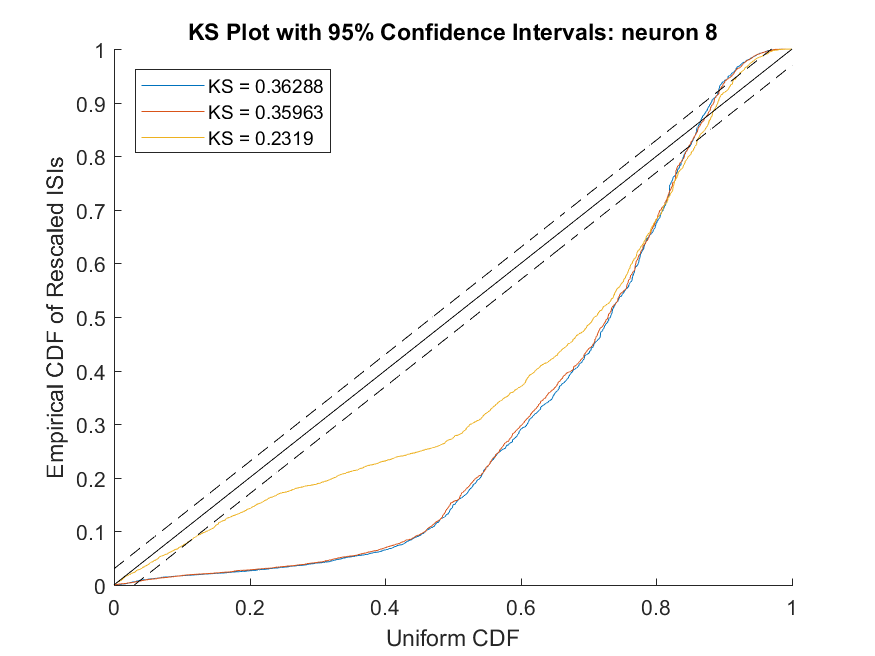 KS Plot with 95% Confidence Intervals: neuron 8
KS = 0.36288
KS = 0.35963
KS = 0.2319
Empirical CDF of Rescaled ISIs
1
0.9
0.8
0.7
0.6
0.5
0.4
0.3
0.2
0.1
0
0 0.2 0.4 0.6 0.8 1
Uniform CDF